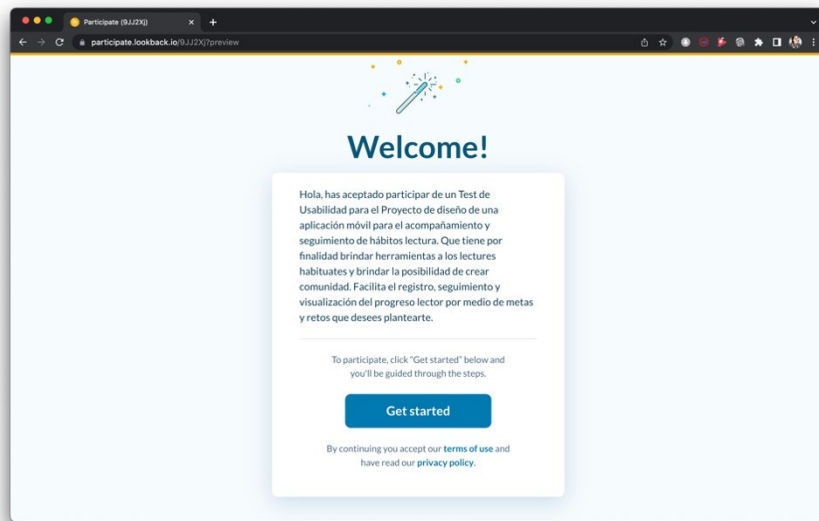 Participate (9JJ2Xj)
participate.lookback.io/9JJ2Xj?preview
Welcome!
Hola, has aceptado participar de un Test de
Usabilidad para el Proyecto de diseño de una
aplicación móvil para el acompañamiento y
seguimiento de hábitos lectura. Que tiene por
finalidad brindar herramientas a los lectures
habituates y brindar la posibilidad de crear
comunidad. Facilita el registro, seguimiento y
visualización del progreso lector por medio de metas
y retos que desees plantearte.
To participate, click "Get started" below and
you'll be guided through the steps.
Get started
By continuing you accept our terms of use and
have read our privacy policy.